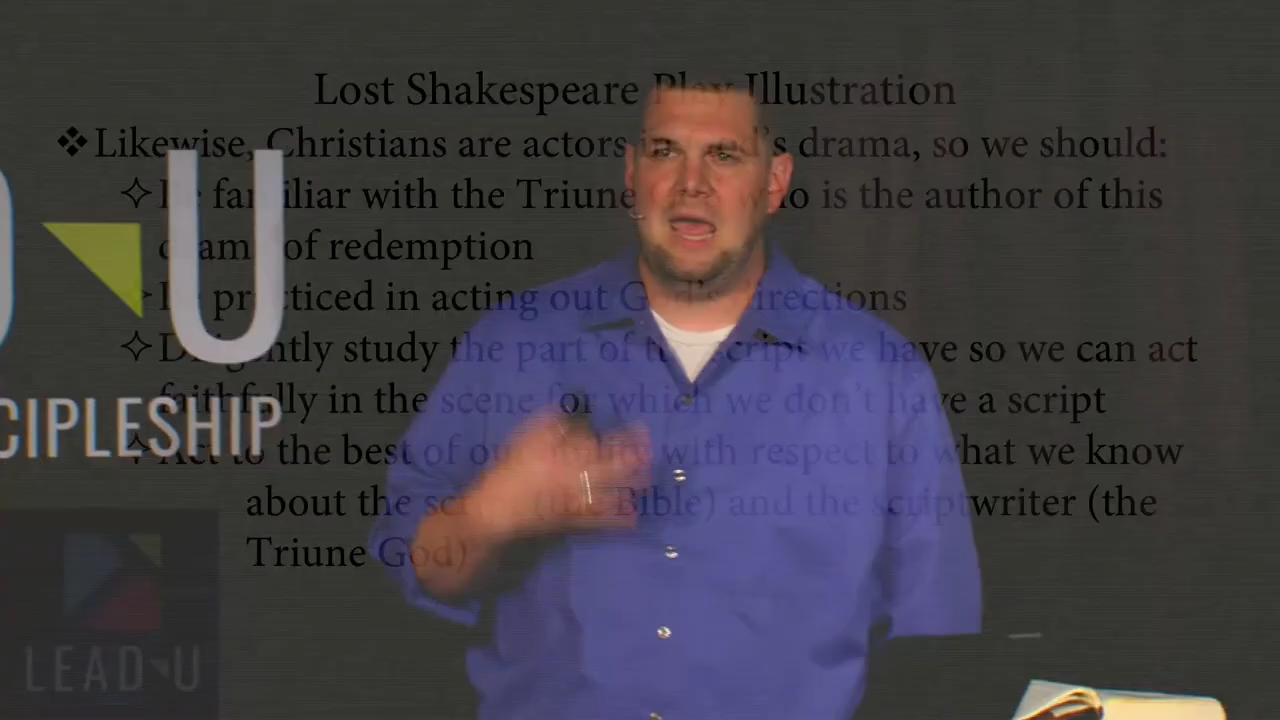 Lost Shakespeare Play Illustration
❖Likewise, Christians are actors in God's drama, so we should:
✧Be familiar with the Triune who is the author of this
drama of redemption
✧Be practiced in acting out God's directions
✧Diligently study the part of the script we have so we can act
faithfully in the scene for which we don't have a script
✧Act to the best of our ability with respect to what we know
about the script (the Bible) and the scriptwriter (the
Triune God)
U
CIPLESHIP
LEAD U